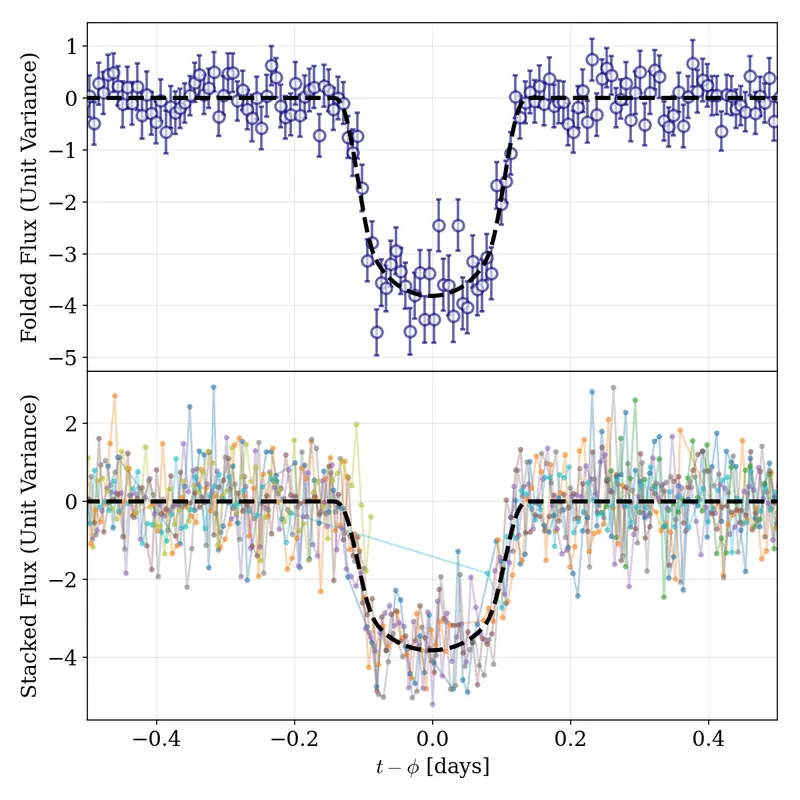 Folded Flux (Unit Variance)
1
0
−1
−2
−3
−4
−5
Stacked Flux (Unit Variance)
2
0
−2
−4
−0.4 −0.2 0.0 0.2 0.4
t − ϕ [days]